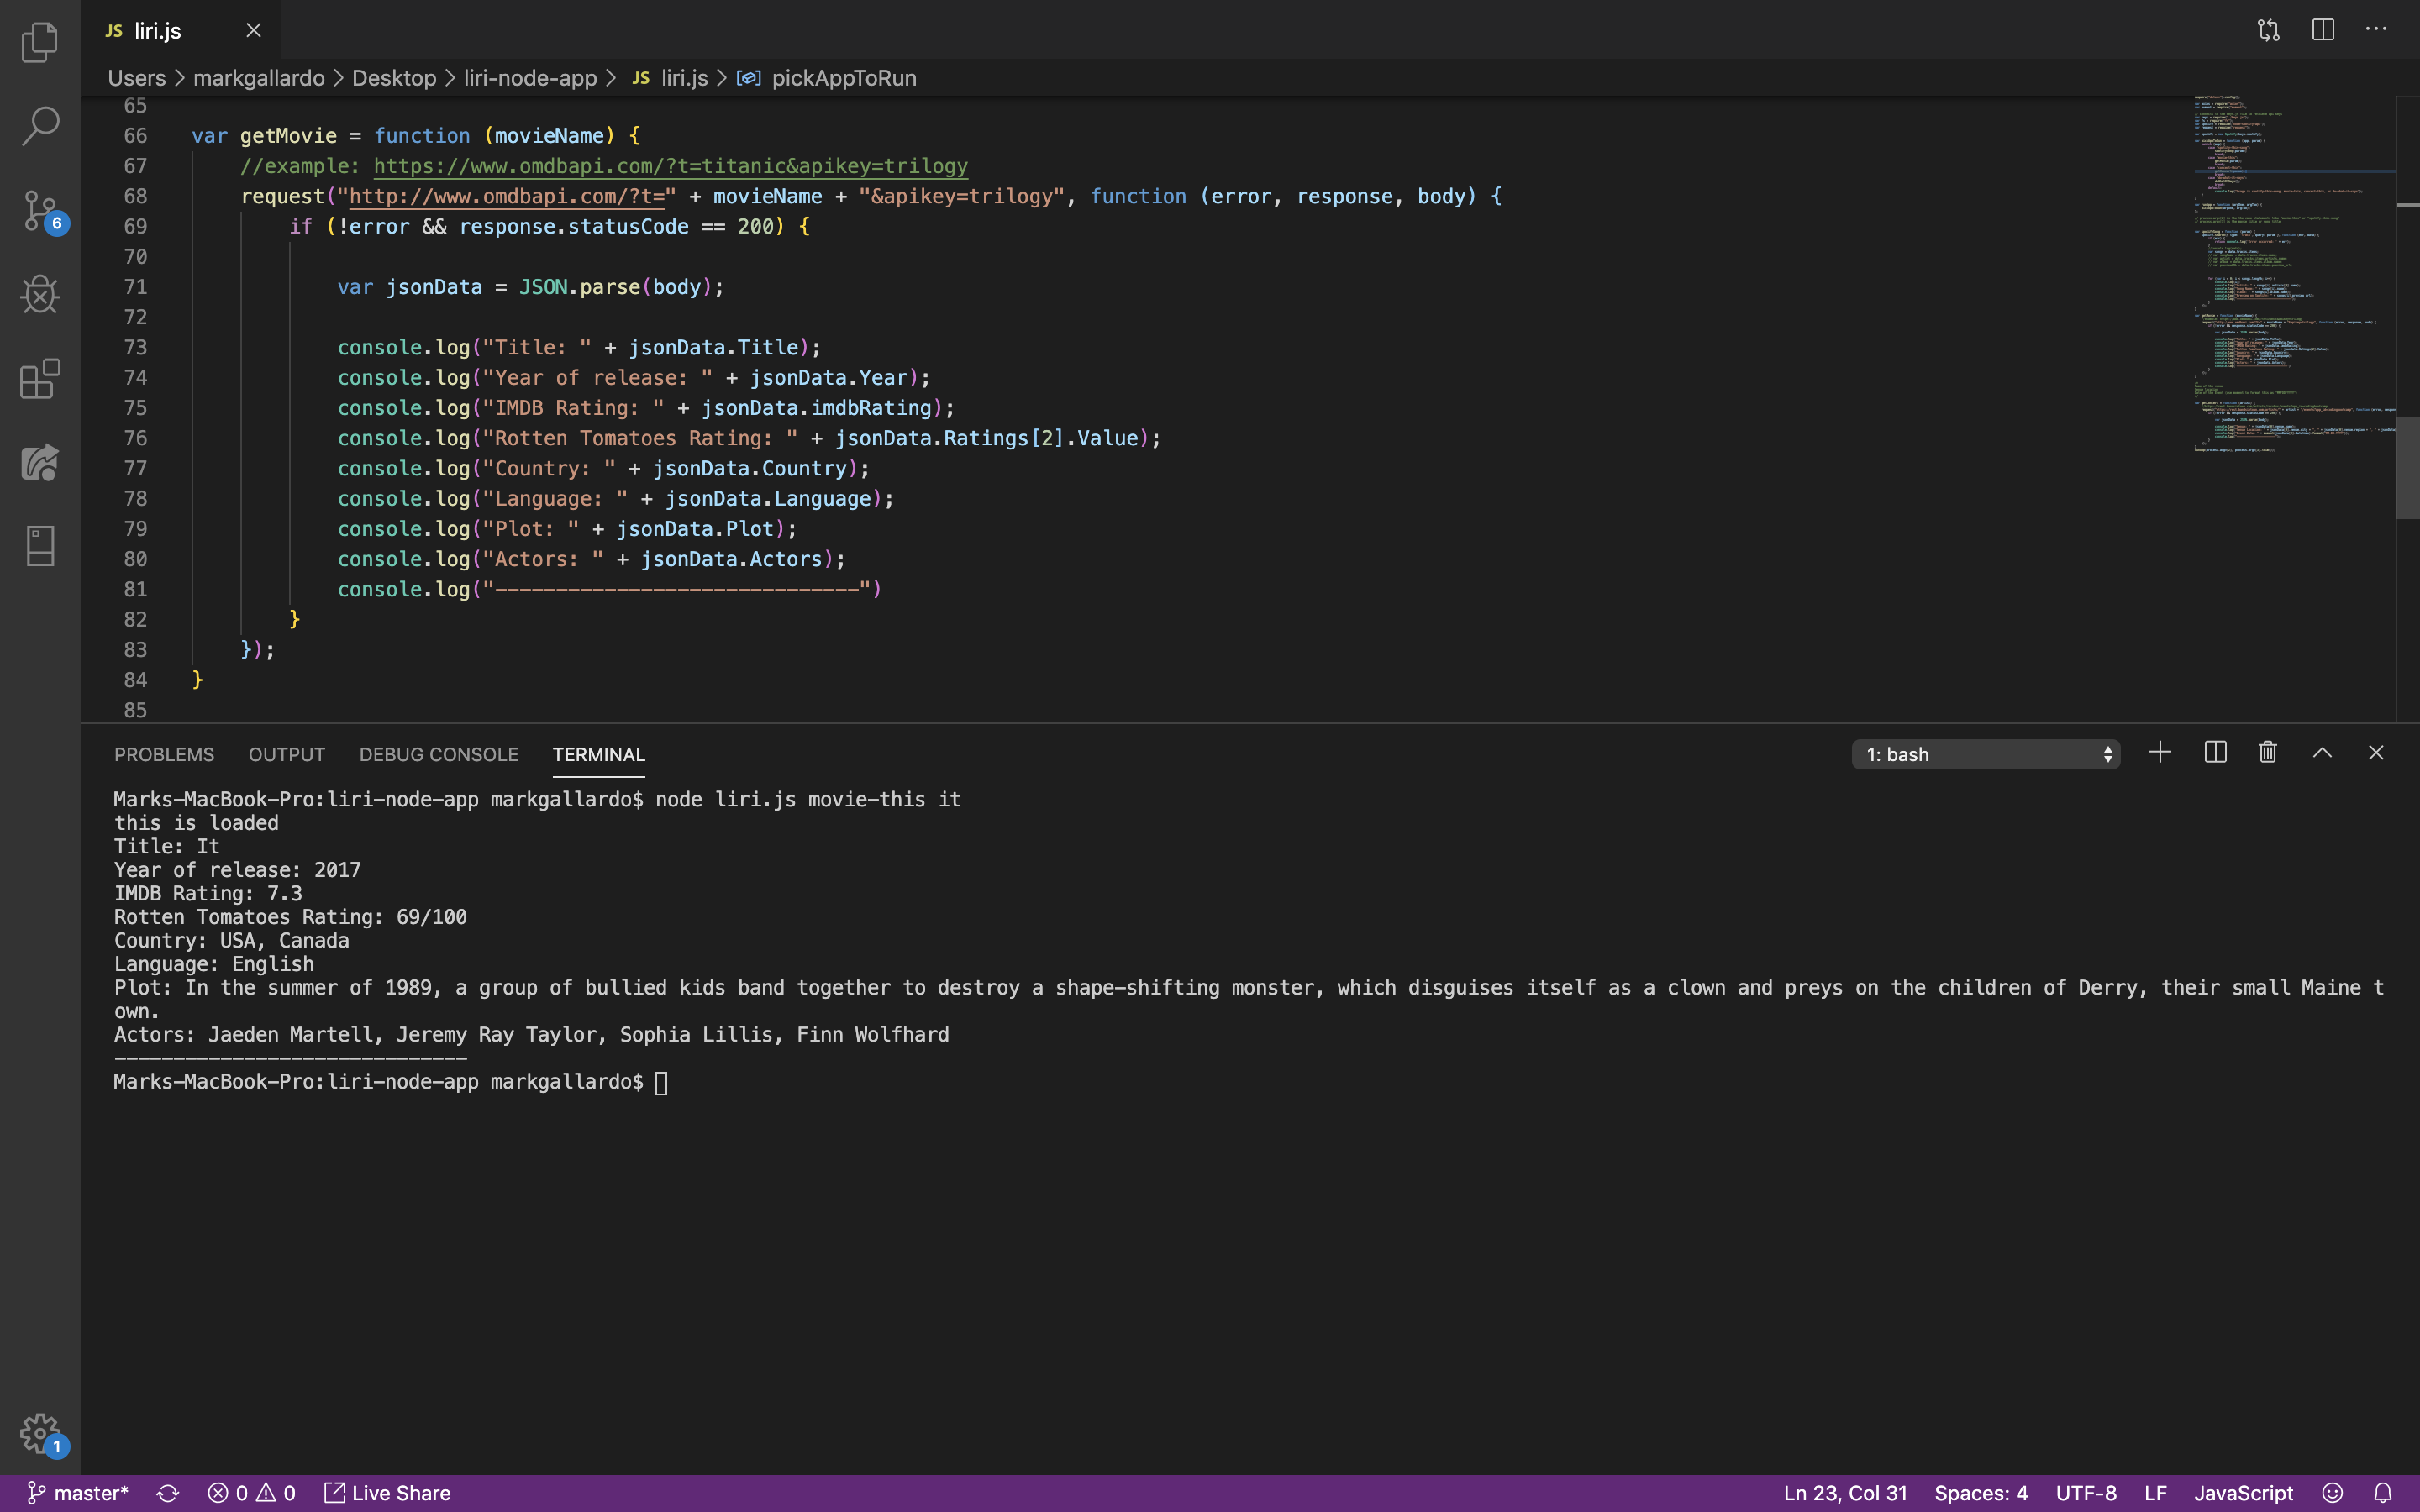 JS liri.js
Users > markgallardo > Desktop > liri-node-app > JS liri.js > pickAppToRun
65
66 var getMovie = function (movieName) {
67 //example: https://www.omdbapi.com/?t=titanic&apikey=trilogy
68 request("http://www.omdbapi.com/?t=" + movieName + "&apikey=trilogy", function (error, response, body) {
69 if (!error && response.statusCode == 200) {
70
71 var jsonData = JSON.parse(body);
72
73 console.log("Title: " + jsonData.Title);
74 console.log("Year of release: " + jsonData.Year);
75 console.log("IMDB Rating: " + jsonData.imdbRating);
76 console.log("Rotten Tomatoes Rating: " + jsonData.Ratings[2].Value);
77 console.log("Country: " + jsonData.Country);
78 console.log("Language: " + jsonData.Language);
79 console.log("Plot: " + jsonData.Plot);
80 console.log("Actors: " + jsonData.Actors);
81 console.log("------------------------------")
82 }
83 });
84 }
85
PROBLEMS OUTPUT DEBUG CONSOLE TERMINAL 1: bash
Marks-MacBook-Pro:liri-node-app markgallardo$ node liri.js movie-this it
this is loaded
Title: It
Year of release: 2017
IMDB Rating: 7.3
Rotten Tomatoes Rating: 69/100
Country: USA, Canada
Language: English
Plot: In the summer of 1989, a group of bullied kids band together to destroy a shape-shifting monster, which disguises itself as a clown and preys on the children of Derry, their small Maine t
own.
Actors: Jaeden Martell, Jeremy Ray Taylor, Sophia Lillis, Finn Wolfhard
------------------------------
Marks-MacBook-Pro:liri-node-app markgallardo$
6
1
master* 0 0 Live Share Ln 23, Col 31 Spaces: 4 UTF-8 LF JavaScript